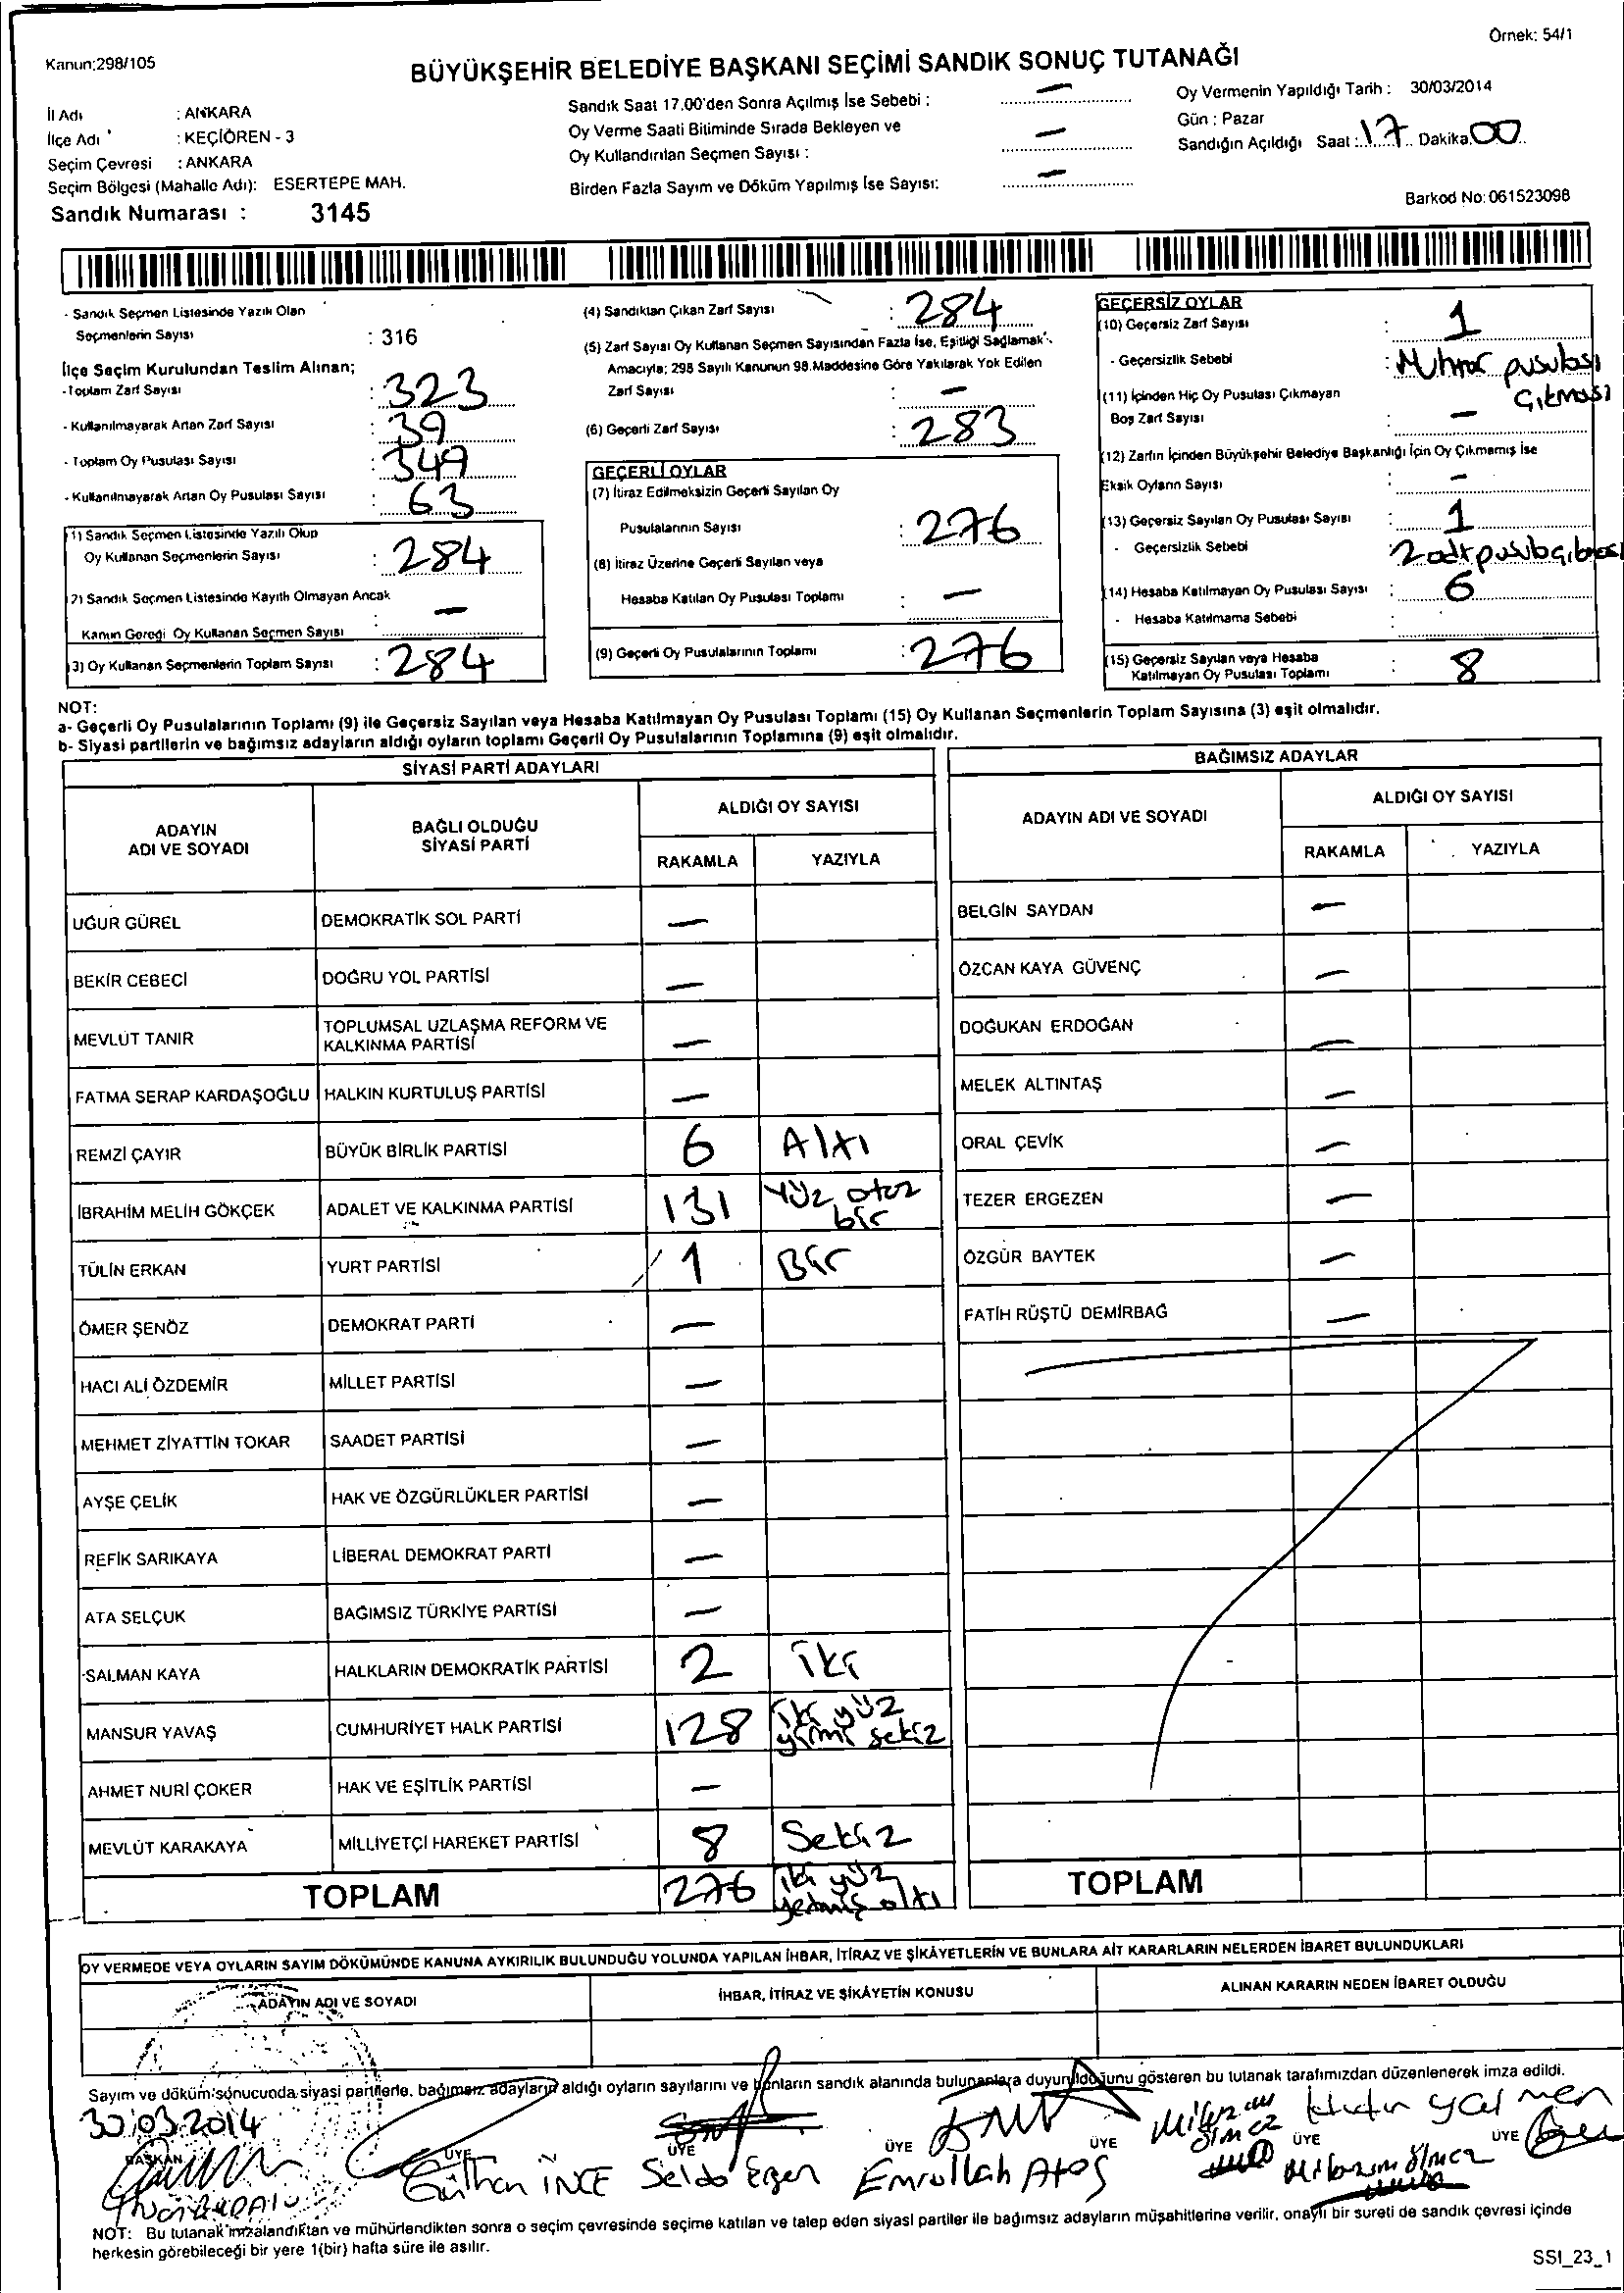 Örnek: 54/1
Kanun:298/105
BÜYÜKŞEHİR BELEDİYE BAŞKANI SEÇİMİ SANDIK SONUÇ TUTANAĞI
İl Adı : ANKARA
İlçe Adı : KEÇİÖREN - 3
Seçim Çevresi : ANKARA
Seçim Bölgesi (Mahalle Adı): ESERTEPE MAH.
Sandık Numarası : 3145
Sandık Saat 17.00'den Sonra Açılmış İse Sebebi : —
Oy Verme Saati Bitiminde Sırada Bekleyen ve
Oy Kullandırılan Seçmen Sayısı : —
Birden Fazla Sayım ve Döküm Yapılmış İse Sayısı: —
Oy Vermenin Yapıldığı Tarih : 30/03/2014
Gün : Pazar
Sandığın Açıldığı Saat : 17 Dakika 00
Barkod No: 061523098
- Sandık Seçmen Listesinde Yazılı Olan
Seçmenlerin Sayısı : 316
İlçe Seçim Kurulundan Teslim Alınan;
- Toplam Zarf Sayısı : 323
- Kullanılmayarak Artan Zarf Sayısı : 39
- Toplam Oy Pusulası Sayısı : 347
- Kullanılmayarak Artan Oy Pusulası Sayısı : 63
(1) Sandık Seçmen Listesinde Yazılı Olup
Oy Kullanan Seçmenlerin Sayısı : 284
(2) Sandık Seçmen Listesinde Kayıtlı Olmayan Ancak
Kanun Gereği Oy Kullanan Seçmen Sayısı : —
(3) Oy Kullanan Seçmenlerin Toplam Sayısı : 284
(4) Sandıktan Çıkan Zarf Sayısı : 284
(5) Zarf Sayısı Oy Kullanan Seçmen Sayısından Fazla İse, Eşitliği Sağlamak
Amacıyla; 298 Sayılı Kanunun 98.Maddesine Göre Yakılarak Yok Edilen
Zarf Sayısı : —
(6) Geçerli Zarf Sayısı : 283
GEÇERLİ OYLAR
(7) İtiraz Edilmeksizin Geçerli Sayılan Oy
Pusulalarının Sayısı : 276
(8) İtiraz Üzerine Geçerli Sayılan veya
Hesaba Katılan Oy Pusulası Toplamı : —
(9) Geçerli Oy Pusulalarının Toplamı : 276
GEÇERSİZ OYLAR
(10) Geçersiz Zarf Sayısı : 1
- Geçersizlik Sebebi : Muhtar pusulası
çıkması
(11) İçinden Hiç Oy Pusulası Çıkmayan
Boş Zarf Sayısı : —
(12) Zarfın İçinden Büyükşehir Belediye Başkanlığı İçin Oy Çıkmamış İse
Eksik Oyların Sayısı : —
(13) Geçersiz Sayılan Oy Pusulası Sayısı : 1
- Geçersizlik Sebebi 2 adt pusula
(14) Hesaba Katılmayan Oy Pusulası Sayısı : 6
- Hesaba Katılmama Sebebi :
(15) Geçersiz Sayılan veya Hesaba
Katılmayan Oy Pusulası Toplamı : 8
NOT:
a- Geçerli Oy Pusulalarının Toplamı (9) ile Geçersiz Sayılan veya Hesaba Katılmayan Oy Pusulası Toplamı (15) Oy Kullanan Seçmenlerin Toplam Sayısına (3) eşit olmalıdır.
b- Siyasi partilerin ve bağımsız adayların aldığı oyların toplamı Geçerli Oy Pusulalarının Toplamına (9) eşit olmalıdır.
SİYASİ PARTİ ADAYLARI
ADAYIN
ADI VE SOYADI
BAĞLI OLDUĞU
SİYASİ PARTİ
ALDIĞI OY SAYISI
RAKAMLA YAZIYLA
UĞUR GÜREL DEMOKRATİK SOL PARTİ —
BEKİR CEBECİ DOĞRU YOL PARTİSİ —
MEVLÜT TANIR TOPLUMSAL UZLAŞMA REFORM VE
KALKINMA PARTİSİ —
FATMA SERAP KARDAŞOĞLU HALKIN KURTULUŞ PARTİSİ —
REMZİ ÇAYIR BÜYÜK BİRLİK PARTİSİ 6 Altı
İBRAHİM MELİH GÖKÇEK ADALET VE KALKINMA PARTİSİ 131 Yüz otuz
bir
TÜLİN ERKAN YURT PARTİSİ 1 Bir
ÖMER ŞENÖZ DEMOKRAT PARTİ —
HACI ALİ ÖZDEMİR MİLLET PARTİSİ —
MEHMET ZİYATTİN TOKAR SAADET PARTİSİ —
AYŞE ÇELİK HAK VE ÖZGÜRLÜKLER PARTİSİ —
REFİK SARIKAYA LİBERAL DEMOKRAT PARTİ —
ATA SELÇUK BAĞIMSIZ TÜRKİYE PARTİSİ —
SALMAN KAYA HALKLARIN DEMOKRATİK PARTİSİ 2 iki
MANSUR YAVAŞ CUMHURİYET HALK PARTİSİ 128 iki yüz
yirmi sekiz
AHMET NURİ ÇOKER HAK VE EŞİTLİK PARTİSİ —
MEVLÜT KARAKAYA MİLLİYETÇİ HAREKET PARTİSİ 8 Sekiz
TOPLAM 276 iki yüz
yetmiş altı
BAĞIMSIZ ADAYLAR
ADAYIN ADI VE SOYADI
ALDIĞI OY SAYISI
RAKAMLA YAZIYLA
BELGİN SAYDAN —
ÖZCAN KAYA GÜVENÇ —
DOĞUKAN ERDOĞAN —
MELEK ALTINTAŞ —
ORAL ÇEVİK —
TEZER ERGEZEN —
ÖZGÜR BAYTEK —
FATİH RÜŞTÜ DEMİRBAĞ —
TOPLAM
OY VERMEDE VEYA OYLARIN SAYIM DÖKÜMÜNDE KANUNA AYKIRILIK BULUNDUĞU YOLUNDA YAPILAN İHBAR, İTİRAZ VE ŞİKÂYETLERİN VE BUNLARA AİT KARARLARIN NELERDEN İBARET BULUNDUKLARI
ADAYIN ADI VE SOYADI
İHBAR, İTİRAZ VE ŞİKÂYETİN KONUSU
ALINAN KARARIN NEDEN İBARET OLDUĞU
Sayım ve döküm sonucunda siyasi partilerle, bağımsız adayların aldığı oyların sayılarını ve bunların sandık alanında bulunanlara duyurulduğunu gösteren bu tutanak tarafımızdan düzenlenerek imza edildi.
30.03.2014
BAŞKAN ÜYE ÜYE ÜYE ÜYE ÜYE ÜYE
Gülhan İNCE Selda Ezen Emrullah Ateş
NOT: Bu tutanak imzalandıktan ve mühürlendikten sonra o seçim çevresinde seçime katılan ve talep eden siyasi partiler ile bağımsız adayların müşahitlerine verilir, onaylı bir sureti de sandık çevresi içinde
herkesin görebileceği bir yere 1(bir) hafta süre ile asılır.
SSI_23_1